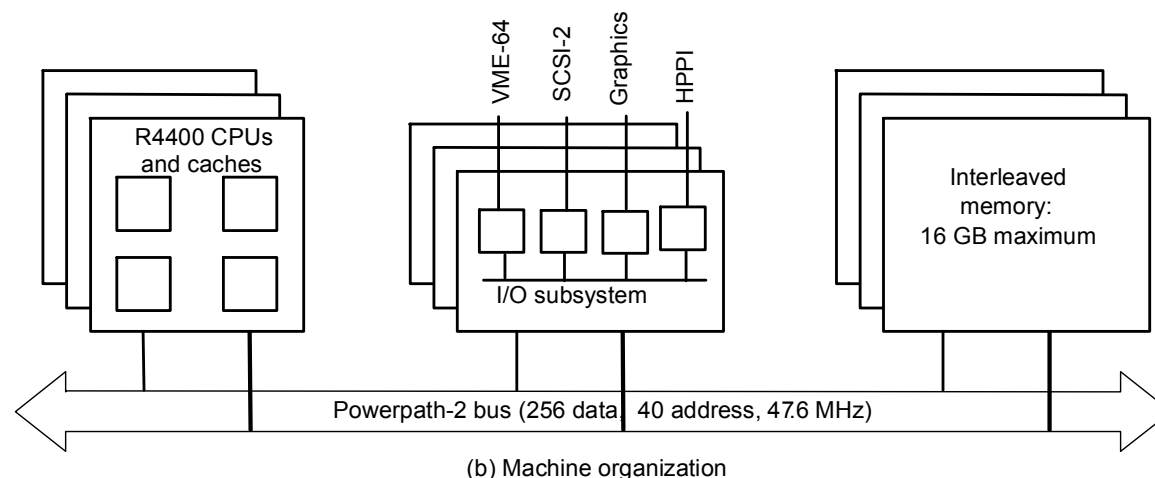 VME-64
SCSI-2
Graphics
HPPI
R4400 CPUs
and caches
I/O subsystem
Interleaved
memory:
16 GB maximum
Powerpath-2 bus (256 data, 40 address, 47.6 MHz)
(b) Machine organization